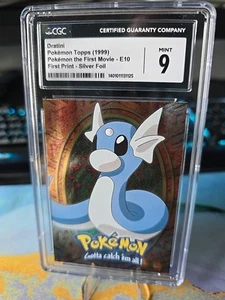 CGC CERTIFIED GUARANTY COMPANY
Dratini
Pokémon Topps (1999)
Pokémon the First Movie - E10
First Print - Silver Foil
MINT
9
POKéMON
Gotta catch 'em all!